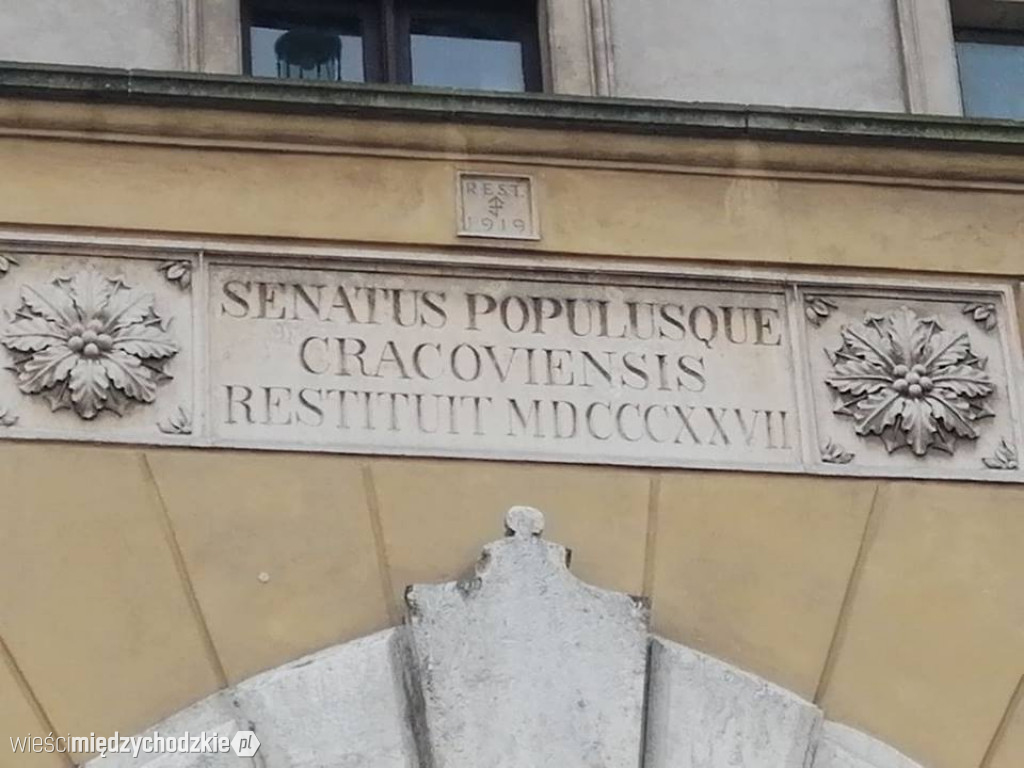 REST.
1919
SENATUS POPULUSQUE
CRACOVIENSIS
RESTITUIT MDCCCXXVII
wieścimiędzychodzkie.pl